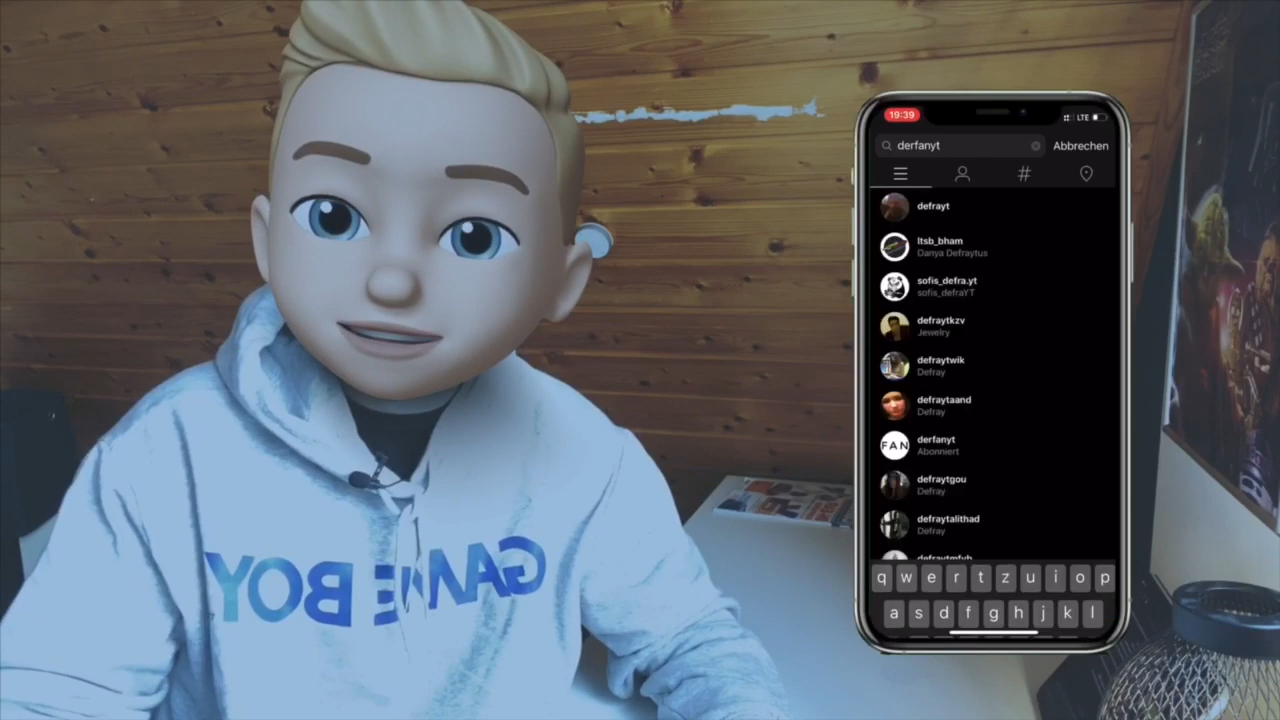 GAME BOY
19:39
LTE
derfanyt
Abbrechen
#
defrayt
ltsb_bham
Danya Defraytus
sofis_defra.yt
sofis_defraYT
defraytkzv
Jewelry
defraytwik
Defray
defraytaand
Defray
FAN
derfanyt
Abonniert
defraytgou
Defray
defraytalithad
Defray
q w e r t z u i o p
a s d f g h j k l